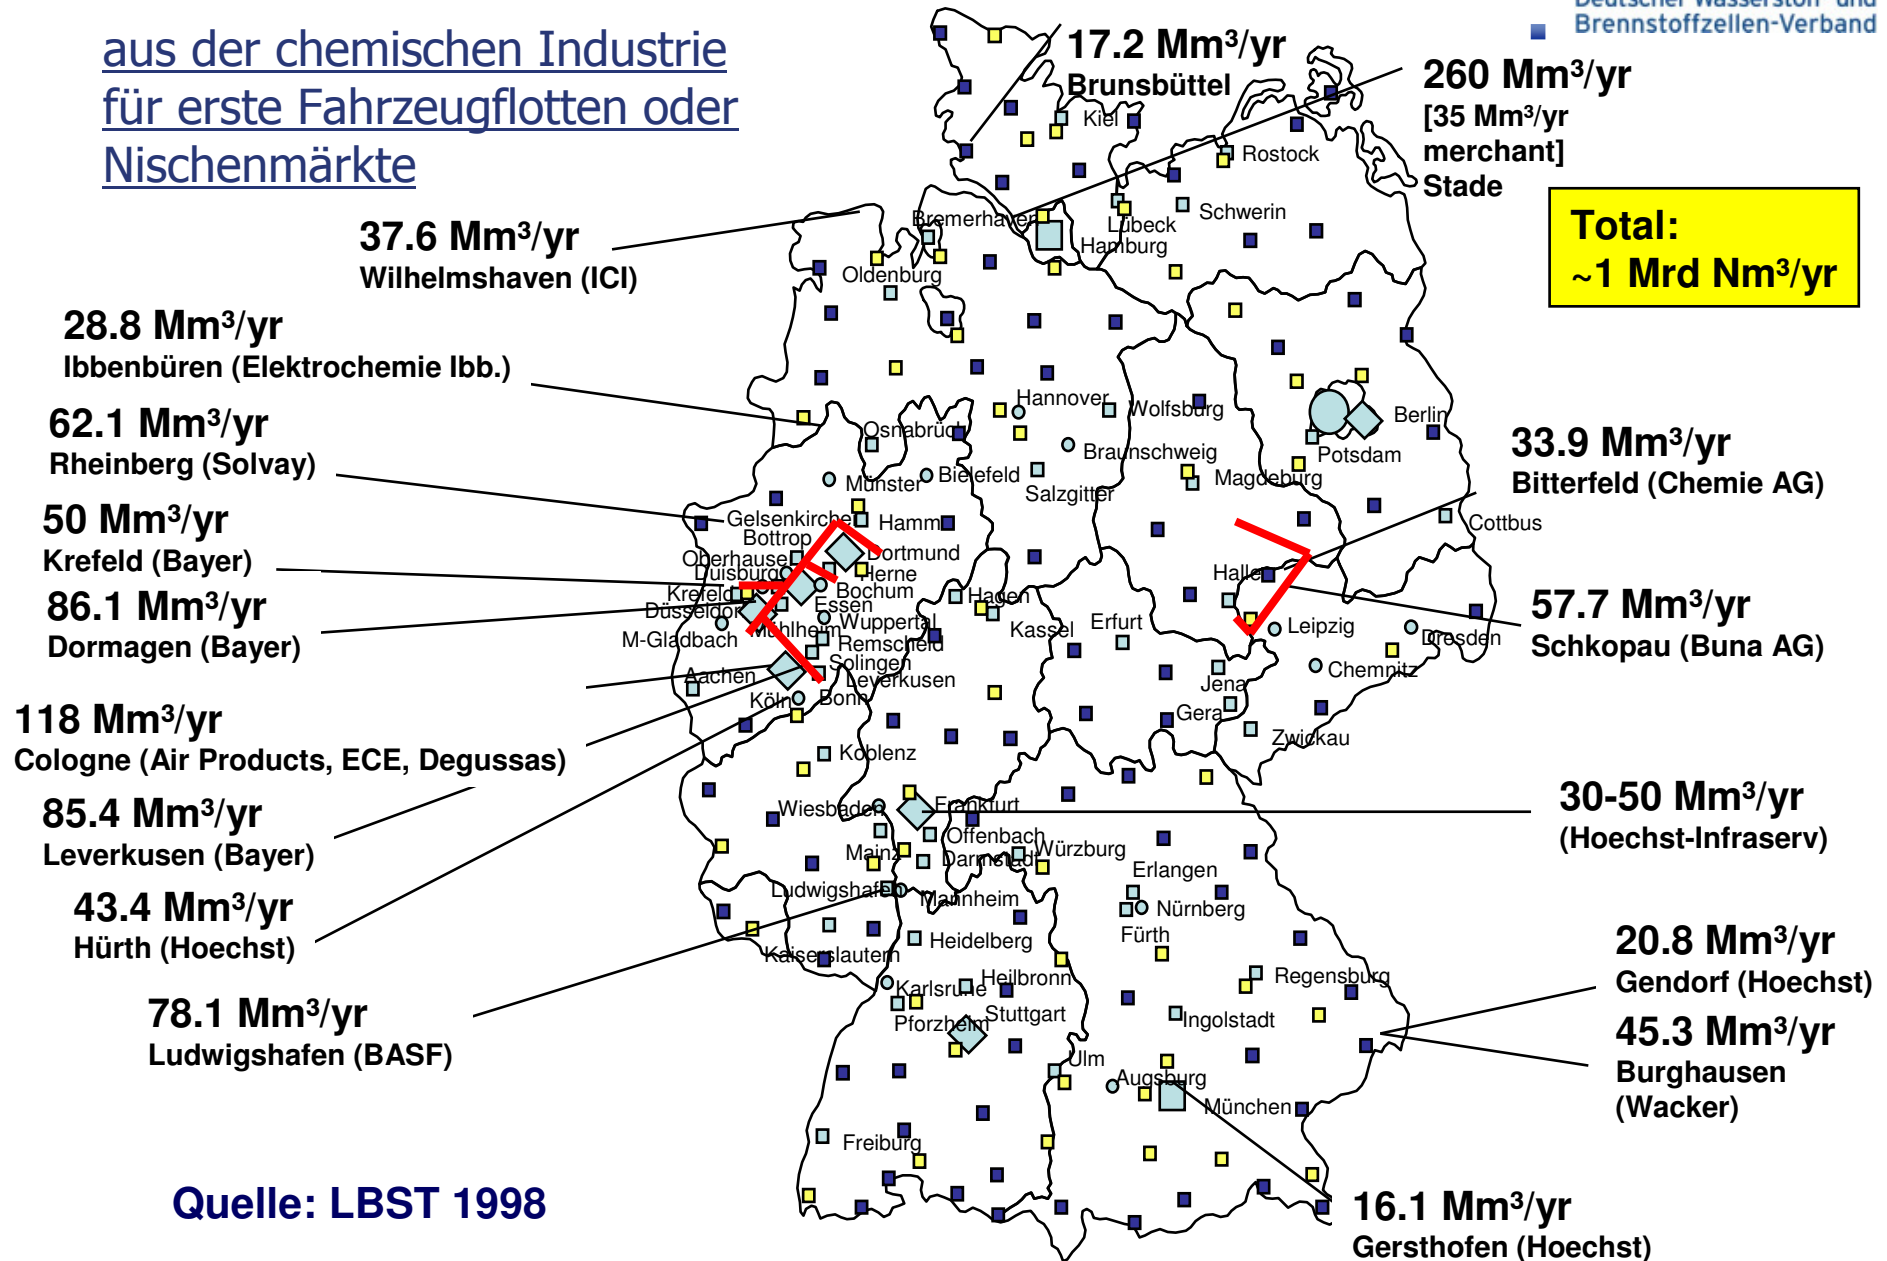 Deutscher Wasserstoff- und
Brennstoffzellen-Verband
aus der chemischen Industrie
für erste Fahrzeugflotten oder
Nischenmärkte
17.2 Mm³/yr
Brunsbüttel
260 Mm³/yr
[35 Mm³/yr
merchant]
Stade
Total:
~1 Mrd Nm³/yr
37.6 Mm³/yr
Wilhelmshaven (ICI)
28.8 Mm³/yr
Ibbenbüren (Elektrochemie Ibb.)
62.1 Mm³/yr
Rheinberg (Solvay)
50 Mm³/yr
Krefeld (Bayer)
86.1 Mm³/yr
Dormagen (Bayer)
118 Mm³/yr
Cologne (Air Products, ECE, Degussas)
85.4 Mm³/yr
Leverkusen (Bayer)
43.4 Mm³/yr
Hürth (Hoechst)
78.1 Mm³/yr
Ludwigshafen (BASF)
33.9 Mm³/yr
Bitterfeld (Chemie AG)
57.7 Mm³/yr
Schkopau (Buna AG)
30-50 Mm³/yr
(Hoechst-Infraserv)
20.8 Mm³/yr
Gendorf (Hoechst)
45.3 Mm³/yr
Burghausen
(Wacker)
16.1 Mm³/yr
Gersthofen (Hoechst)
Kiel
Rostock
Bremerhaven
Lübeck
Schwerin
Hamburg
Oldenburg
Hannover
Wolfsburg
Berlin
Osnabrück
Braunschweig
Potsdam
Münster
Bielefeld
Salzgitter
Magdeburg
Gelsenkirchen
Hamm
Cottbus
Bottrop
Oberhausen
Dortmund
Duisburg
Herne
Halle
Krefeld
Bochum
Hagen
Düsseldorf
Essen
M-Gladbach
Mühlheim
Wuppertal
Kassel
Erfurt
Leipzig
Dresden
Remscheid
Solingen
Chemnitz
Aachen
Leverkusen
Jena
Köln
Bonn
Gera
Zwickau
Koblenz
Wiesbaden
Frankfurt
Offenbach
Mainz
Darmstadt
Würzburg
Erlangen
Ludwigshafen
Mannheim
Nürnberg
Fürth
Heidelberg
Kaiserslautern
Heilbronn
Regensburg
Karlsruhe
Pforzheim
Stuttgart
Ingolstadt
Ulm
Augsburg
München
Freiburg
Quelle: LBST 1998